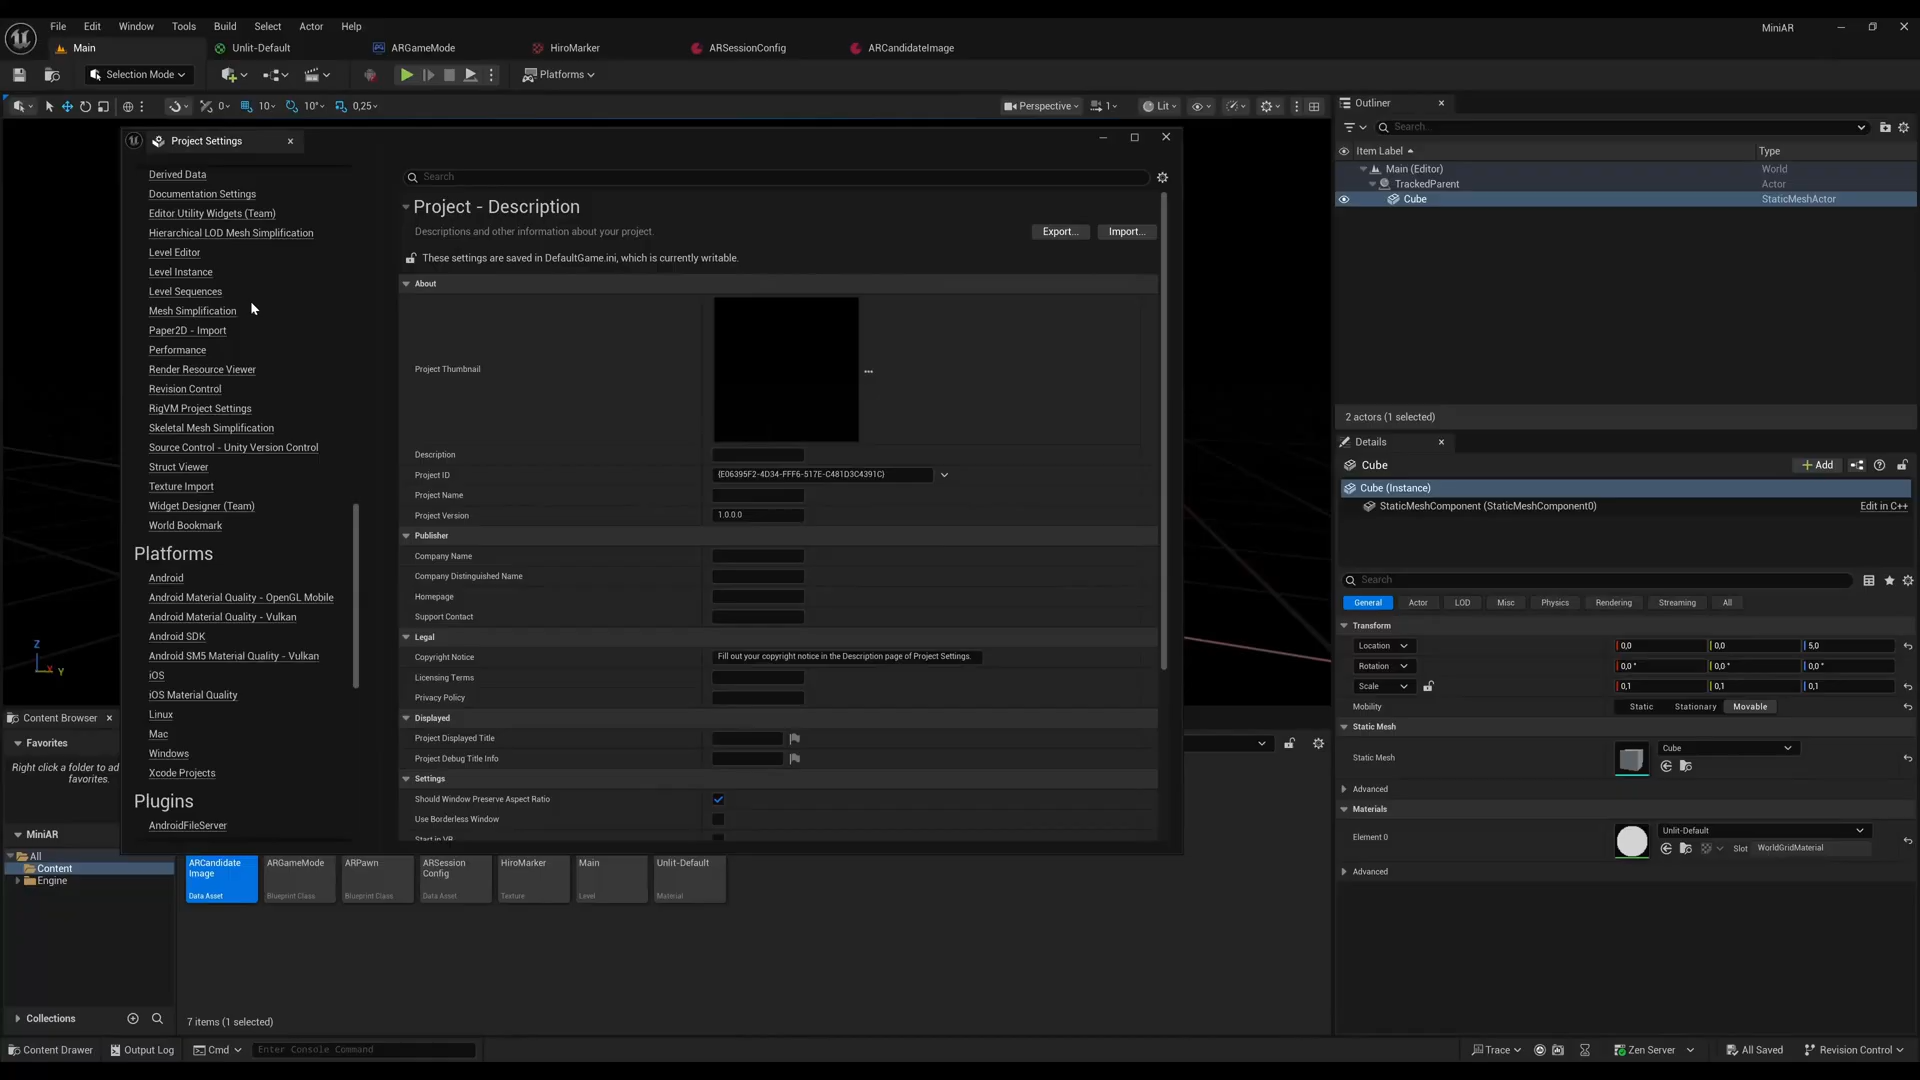 File Edit Window Tools Build Select Actor Help
MiniAR
Main Unlit-Default ARGameMode HiroMarker ARSessionConfig ARCandidateImage
Selection Mode Platforms
0 10 10° 0,25 Perspective 1 Lit
Outliner
Search...
Item Label Type
Main (Editor) World
TrackedParent Actor
Cube StaticMeshActor
2 actors (1 selected)
Project Settings
Derived Data
Documentation Settings
Editor Utility Widgets (Team)
Hierarchical LOD Mesh Simplification
Level Editor
Level Instance
Level Sequences
Mesh Simplification
Paper2D - Import
Performance
Render Resource Viewer
Revision Control
RigVM Project Settings
Skeletal Mesh Simplification
Source Control - Unity Version Control
Struct Viewer
Texture Import
Widget Designer (Team)
World Bookmark
Platforms
Android
Android Material Quality - OpenGL Mobile
Android Material Quality - Vulkan
Android SDK
Android SM5 Material Quality - Vulkan
iOS
iOS Material Quality
Linux
Mac
Windows
Xcode Projects
Plugins
AndroidFileServer
Search
Project - Description
Descriptions and other information about your project.
Export... Import...
These settings are saved in DefaultGame.ini, which is currently writable.
About
Project Thumbnail
Description
Project ID {E06395F2-4D34-FFF6-517E-C481D3C4391C}
Project Name
Project Version 1.0.0.0
Publisher
Company Name
Company Distinguished Name
Homepage
Support Contact
Legal
Copyright Notice Fill out your copyright notice in the Description page of Project Settings.
Licensing Terms
Privacy Policy
Displayed
Project Displayed Title
Project Debug Title Info
Settings
Should Window Preserve Aspect Ratio
Use Borderless Window
Start in VR
Details
Cube
Add
Cube (Instance)
StaticMeshComponent (StaticMeshComponent0) Edit in C++
Search
General Actor LOD Misc Physics Rendering Streaming All
Transform
Location 0,0 0,0 5,0
Rotation 0,0 ° 0,0 ° 0,0 °
Scale 0,1 0,1 0,1
Mobility Static Stationary Movable
Static Mesh
Static Mesh Cube
Advanced
Materials
Element 0 Unlit-Default
Slot WorldGridMaterial
Advanced
Z
X Y
Content Browser
Favorites
Right click a folder to ad
favorites.
MiniAR
All
Content
Engine
Collections
ARCandidate
Image
Data Asset
ARGameMode
Blueprint Class
ARPawn
Blueprint Class
ARSession
Config
Data Asset
HiroMarker
Texture
Main
Level
Unlit-Default
Material
7 items (1 selected)
Content Drawer Output Log Cmd Enter Console Command
Trace Zen Server All Saved Revision Control